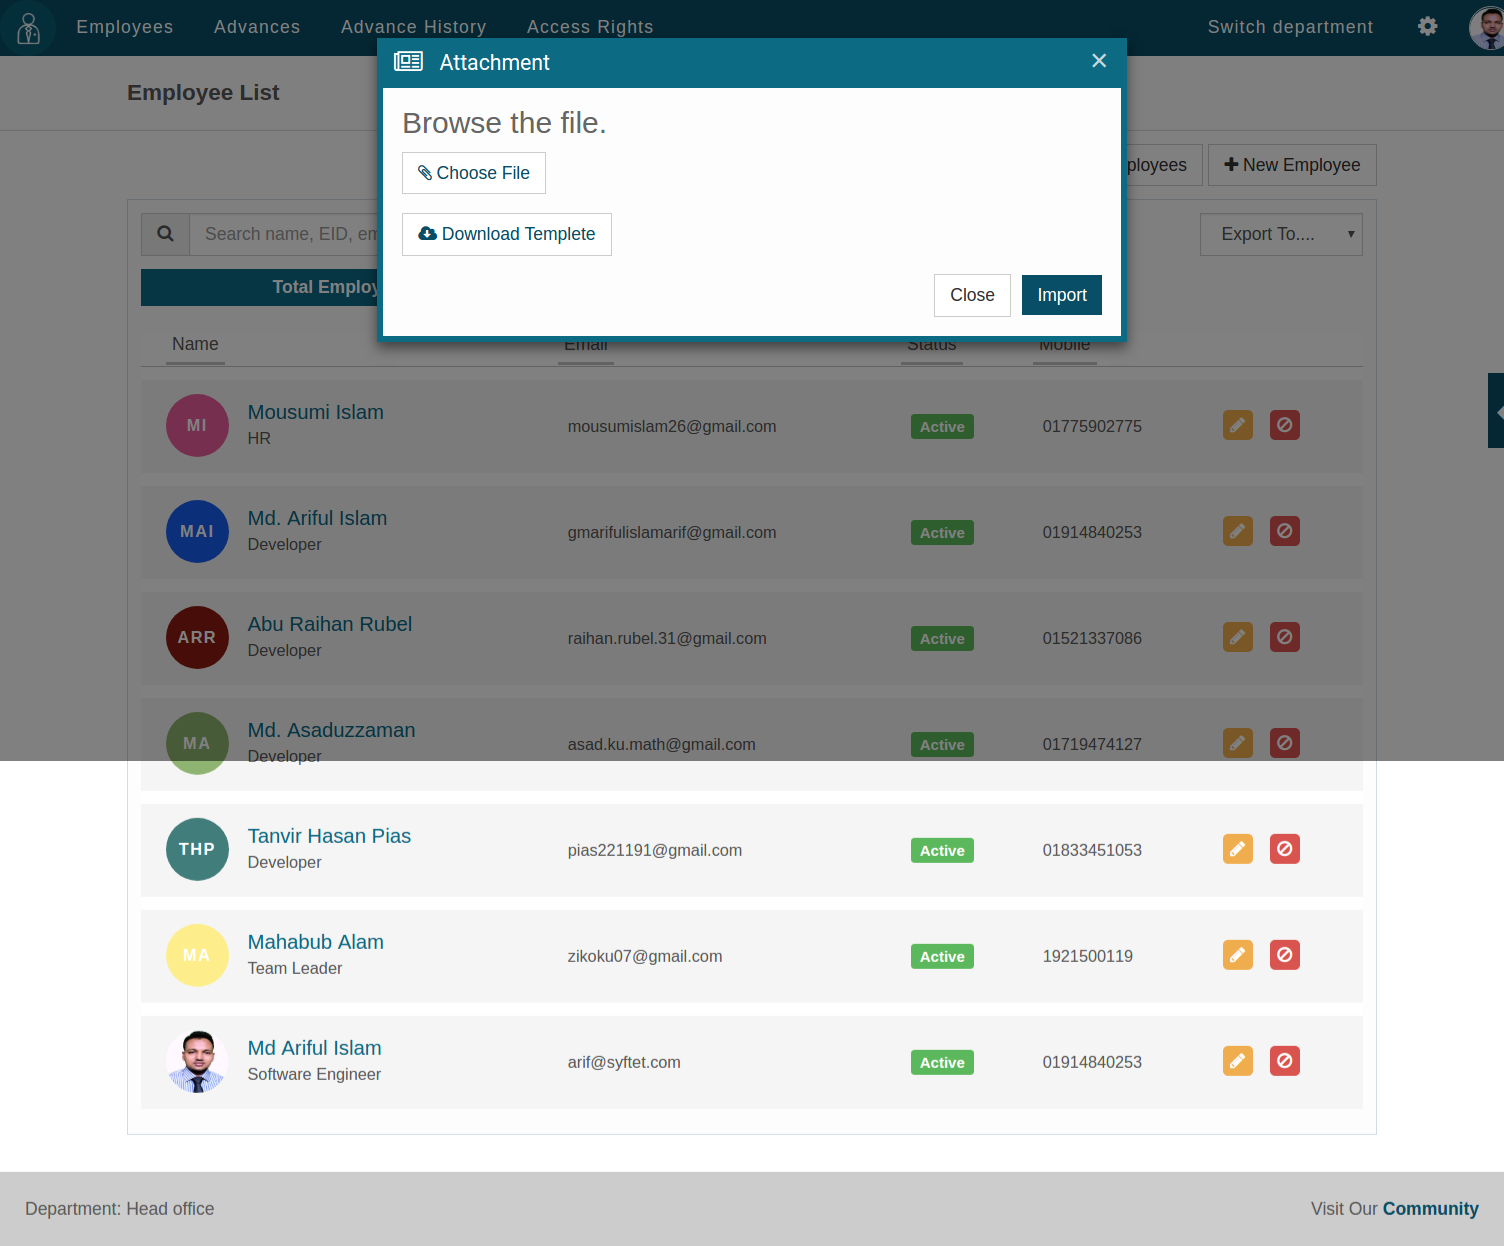 Employees Advances Advance History Access Rights Switch department
Attachment ×
Employee List
Browse the file.
Choose File
ployees New Employee
Search name, EID, em
Download Templete
Export To....
Total Employ
Close Import
Name Email Status Mobile
MI Mousumi Islam
HR
mousumislam26@gmail.com Active 01775902775
MAI Md. Ariful Islam
Developer
gmarifulislamarif@gmail.com Active 01914840253
ARR Abu Raihan Rubel
Developer
raihan.rubel.31@gmail.com Active 01521337086
MA Md. Asaduzzaman
Developer
asad.ku.math@gmail.com Active 01719474127
THP Tanvir Hasan Pias
Developer
pias221191@gmail.com Active 01833451053
MA Mahabub Alam
Team Leader
zikoku07@gmail.com Active 1921500119
Md Ariful Islam
Software Engineer
arif@syftet.com Active 01914840253
Department: Head office Visit Our Community